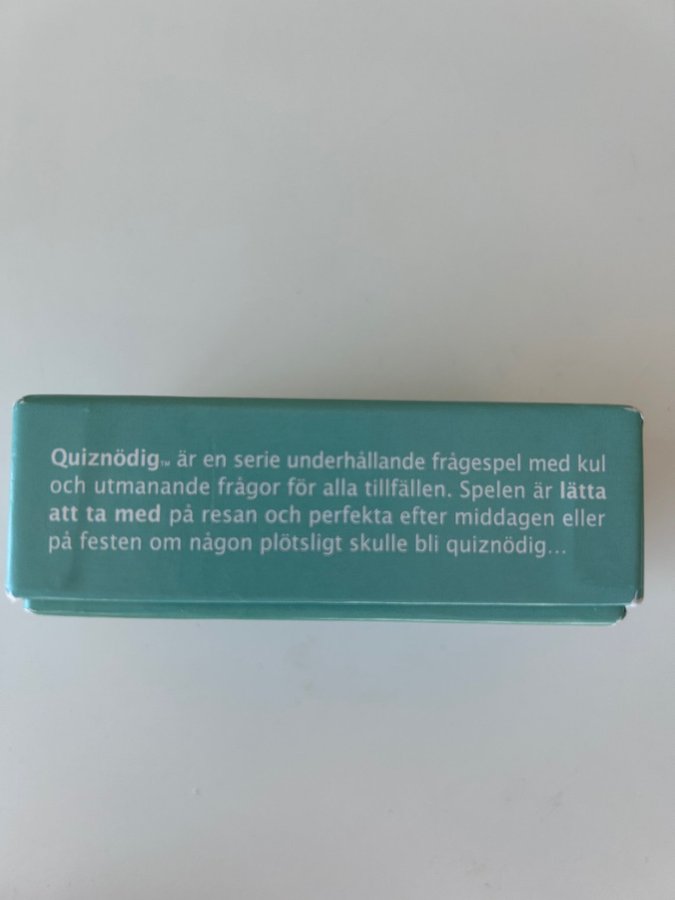 Quiznödig™ är en serie underhållande frågespel med kul
och utmanande frågor för alla tillfällen. Spelen är lätta
att ta med på resan och perfekta efter middagen eller
på festen om någon plötsligt skulle bli quiznödig...